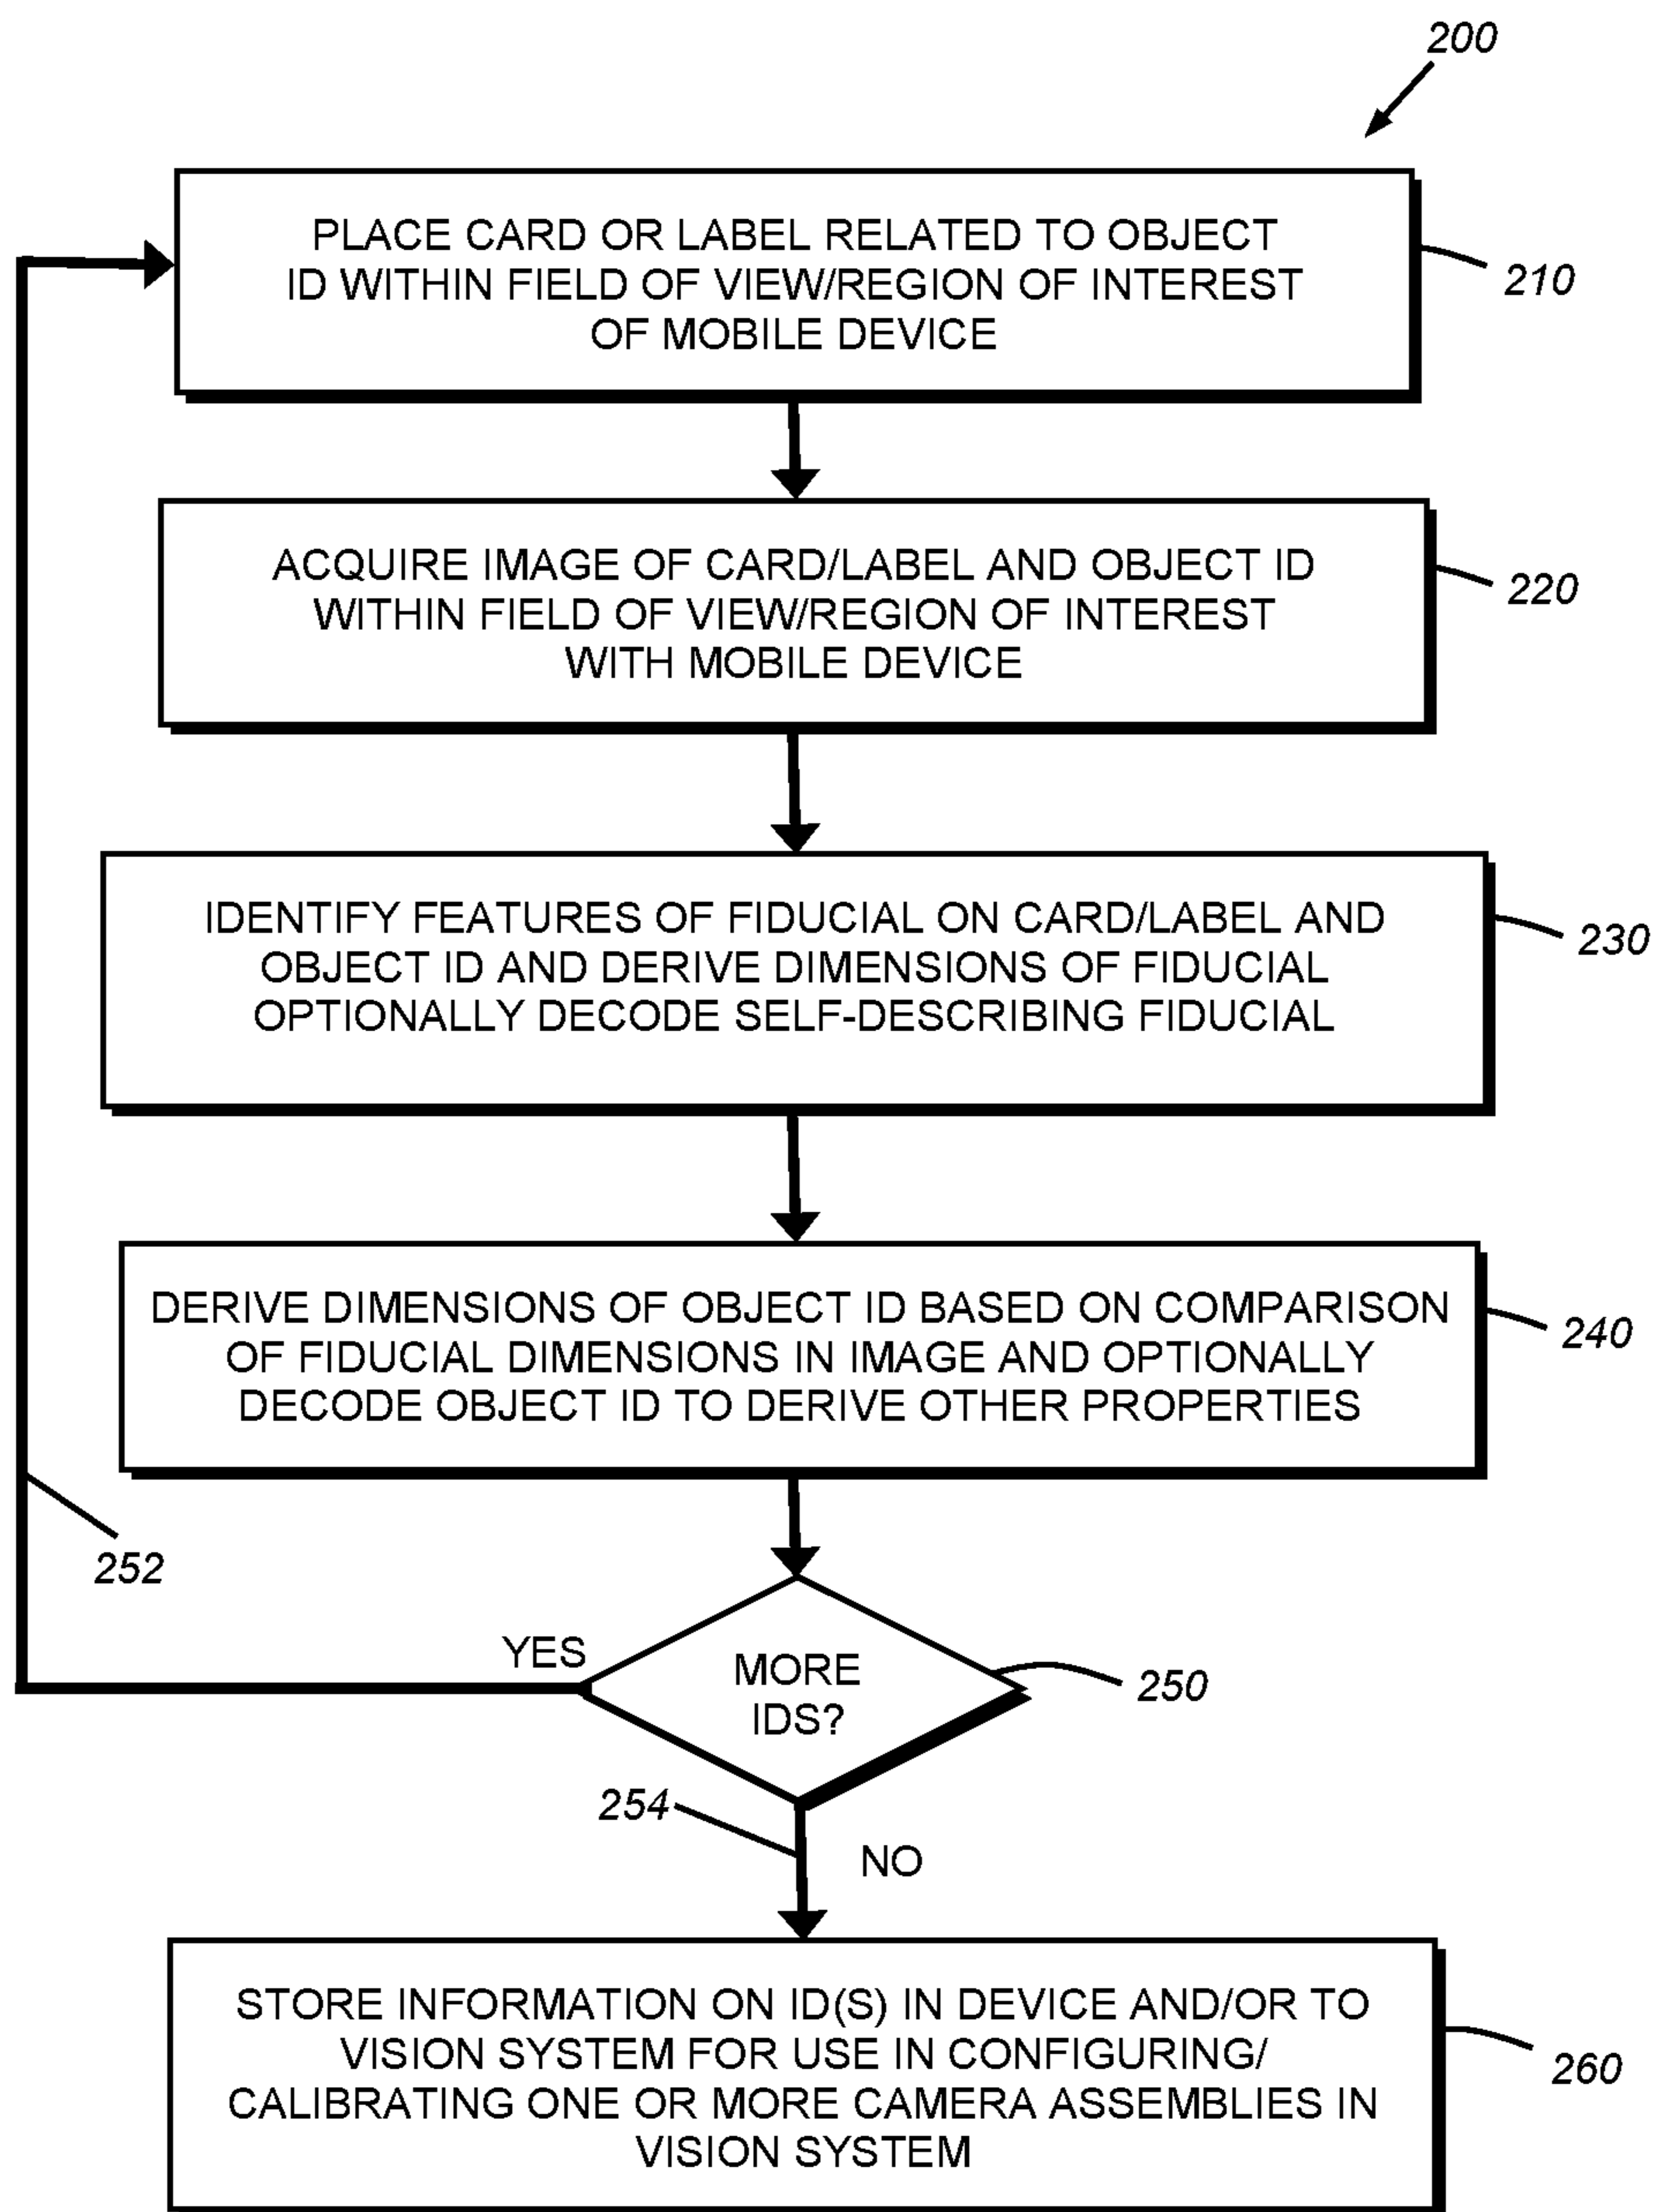 200
PLACE CARD OR LABEL RELATED TO OBJECT
ID WITHIN FIELD OF VIEW/REGION OF INTEREST
OF MOBILE DEVICE
210
ACQUIRE IMAGE OF CARD/LABEL AND OBJECT ID
WITHIN FIELD OF VIEW/REGION OF INTEREST
WITH MOBILE DEVICE
220
IDENTIFY FEATURES OF FIDUCIAL ON CARD/LABEL AND
OBJECT ID AND DERIVE DIMENSIONS OF FIDUCIAL
OPTIONALLY DECODE SELF-DESCRIBING FIDUCIAL
230
DERIVE DIMENSIONS OF OBJECT ID BASED ON COMPARISON
OF FIDUCIAL DIMENSIONS IN IMAGE AND OPTIONALLY
DECODE OBJECT ID TO DERIVE OTHER PROPERTIES
240
252
YES
MORE
IDS?
250
254
NO
STORE INFORMATION ON ID(S) IN DEVICE AND/OR TO
VISION SYSTEM FOR USE IN CONFIGURING/
CALIBRATING ONE OR MORE CAMERA ASSEMBLIES IN
VISION SYSTEM
260